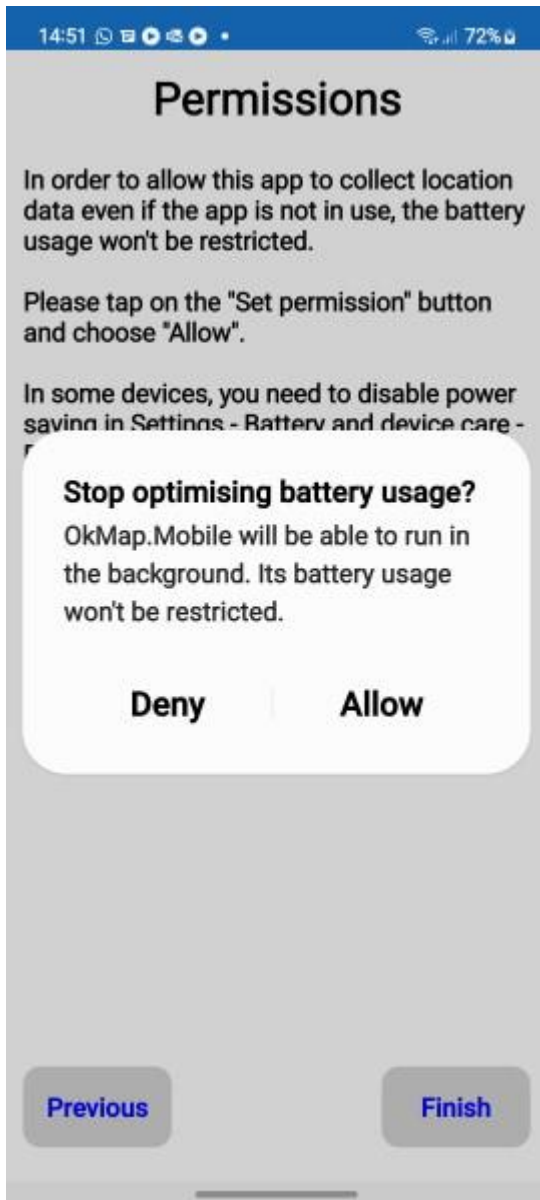 14:51 72%
Permissions
In order to allow this app to collect location
data even if the app is not in use, the battery
usage won't be restricted.
Please tap on the "Set permission" button
and choose "Allow".
In some devices, you need to disable power
saving in Settings - Battery and device care -
Stop optimising battery usage?
OkMap.Mobile will be able to run in
the background. Its battery usage
won't be restricted.
Deny Allow
Previous Finish